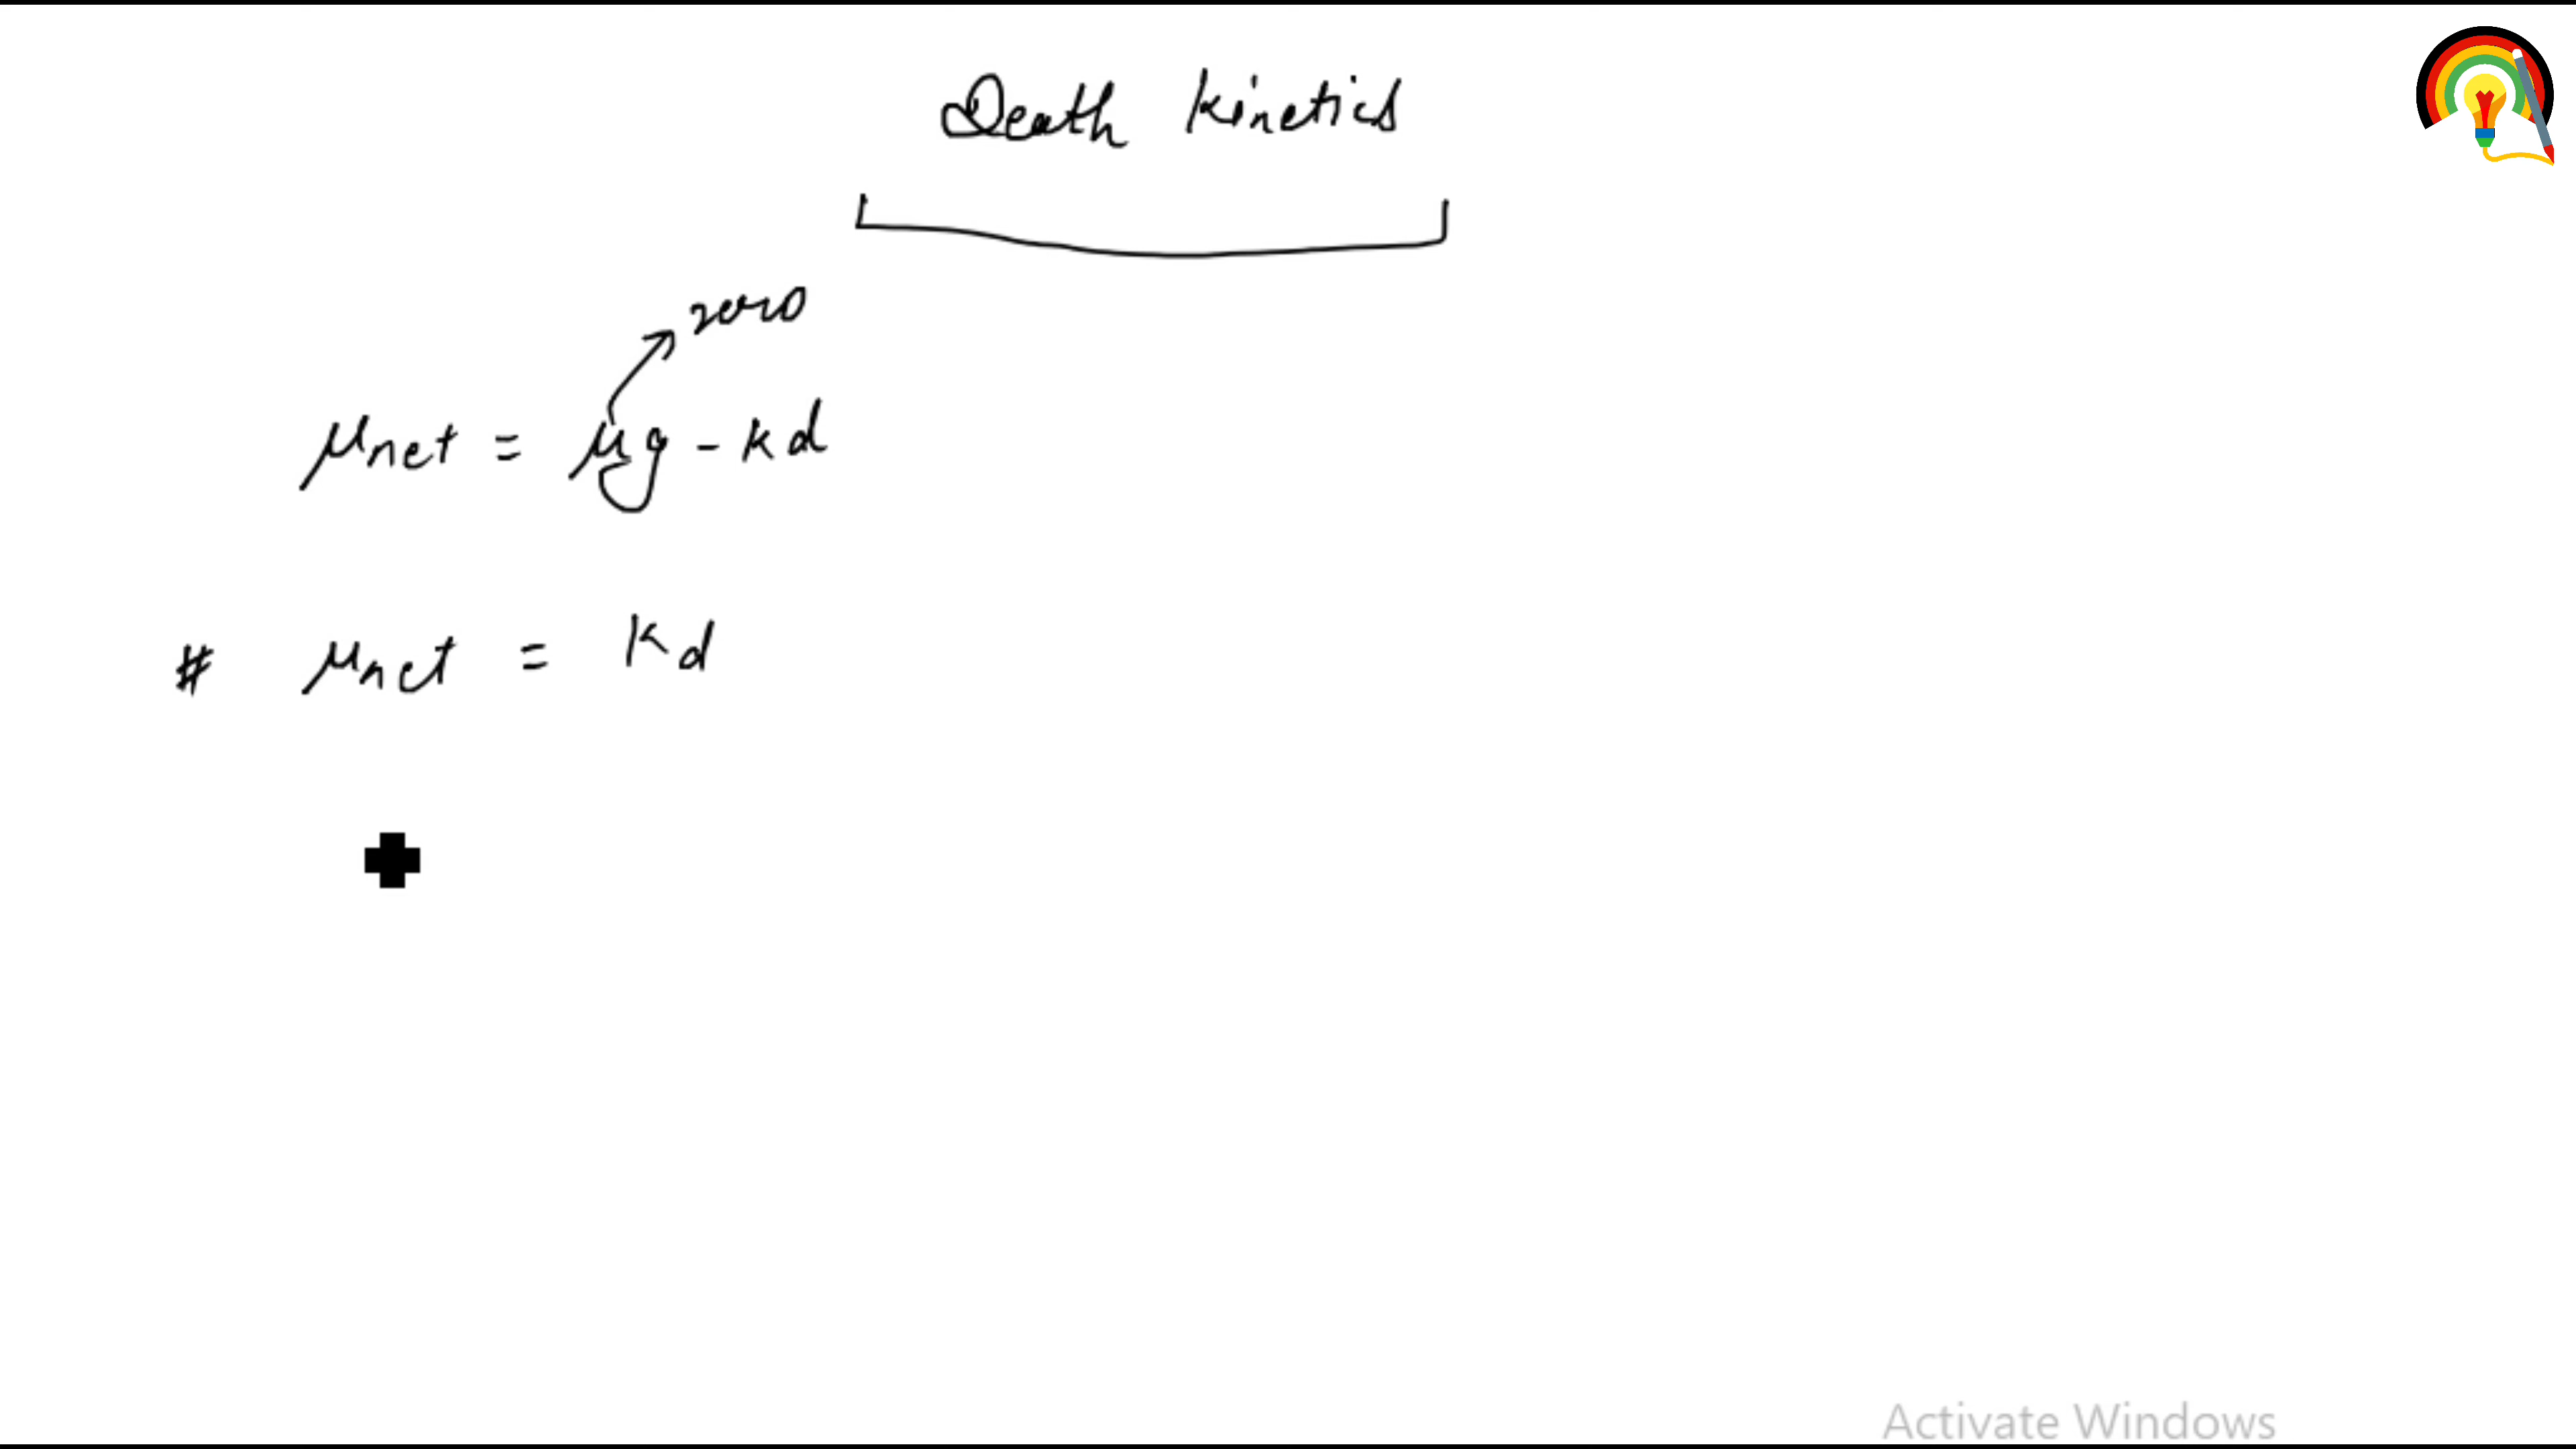 Death kinetics
zero
μnet = μg - kd
# μnet = Kd
Activate Windows